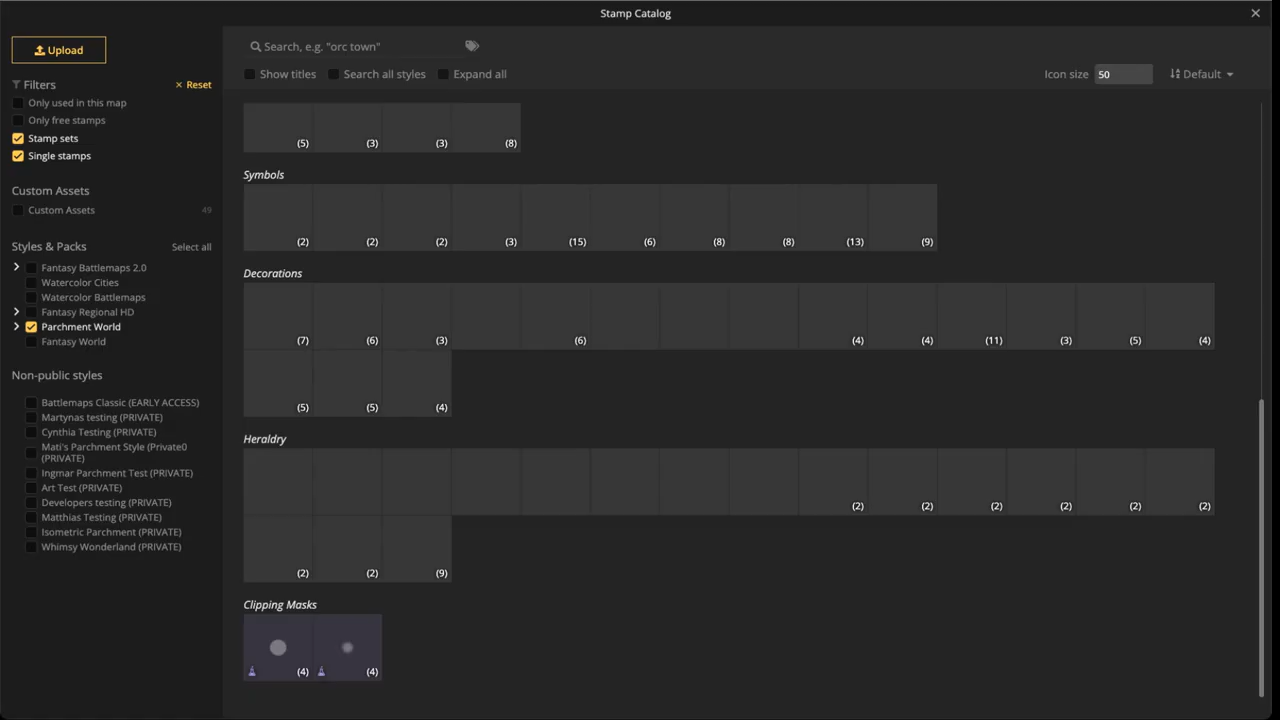 Stamp Catalog
Upload
Search, e.g. "orc town"
Show titles
Search all styles
Expand all
Icon size
50
Default
Filters
Reset
Only used in this map
Only free stamps
Stamp sets
Single stamps
Custom Assets
Custom Assets 49
Styles & Packs Select all
Fantasy Battlemaps 2.0
Watercolor Cities
Watercolor Battlemaps
Fantasy Regional HD
Parchment World
Fantasy World
Non-public styles
Battlemaps Classic (EARLY ACCESS)
Martynas testing (PRIVATE)
Cynthia Testing (PRIVATE)
Mati's Parchment Style (Private0
(PRIVATE)
Ingmar Parchment Test (PRIVATE)
Art Test (PRIVATE)
Developers testing (PRIVATE)
Matthias Testing (PRIVATE)
Isometric Parchment (PRIVATE)
Whimsy Wonderland (PRIVATE)
(5) (3) (3) (8)
Symbols
(2) (2) (2) (3) (15) (6) (8) (8) (13) (9)
Decorations
(7) (6) (3) (6) (4) (4) (11) (3) (5) (4)
(5) (5) (4)
Heraldry
(2) (2) (2) (2) (2) (2)
(2) (2) (9)
Clipping Masks
(4) (4)